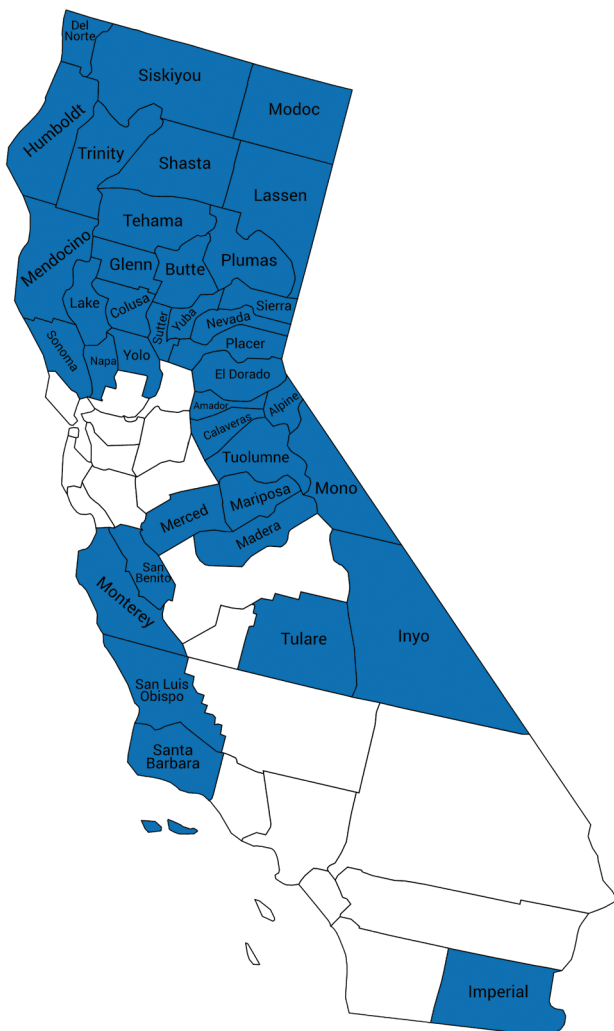 Del
Norte
Siskiyou
Modoc
Humboldt
Trinity
Shasta
Lassen
Tehama
Mendocino
Glenn
Butte
Plumas
Lake
Colusa
Sutter
Yuba
Nevada
Sierra
Placer
Sonoma
Napa
Yolo
El Dorado
Amador
Alpine
Calaveras
Tuolumne
Mono
Mariposa
Merced
Madera
San
Benito
Monterey
Tulare
Inyo
San Luis
Obispo
Santa
Barbara
Imperial